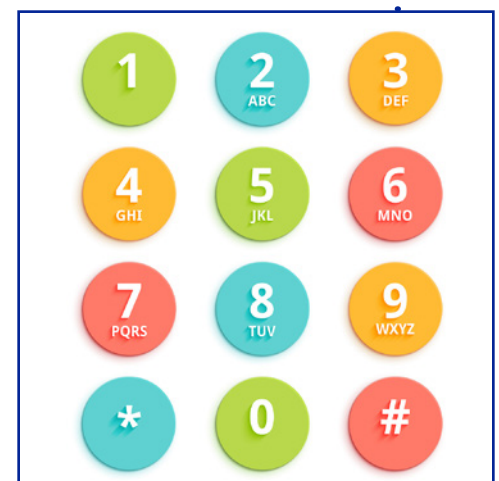 1 2 3
ABC DEF
4 5 6
GHI JKL MNO
7 8 9
PQRS TUV WXYZ
* 0 #